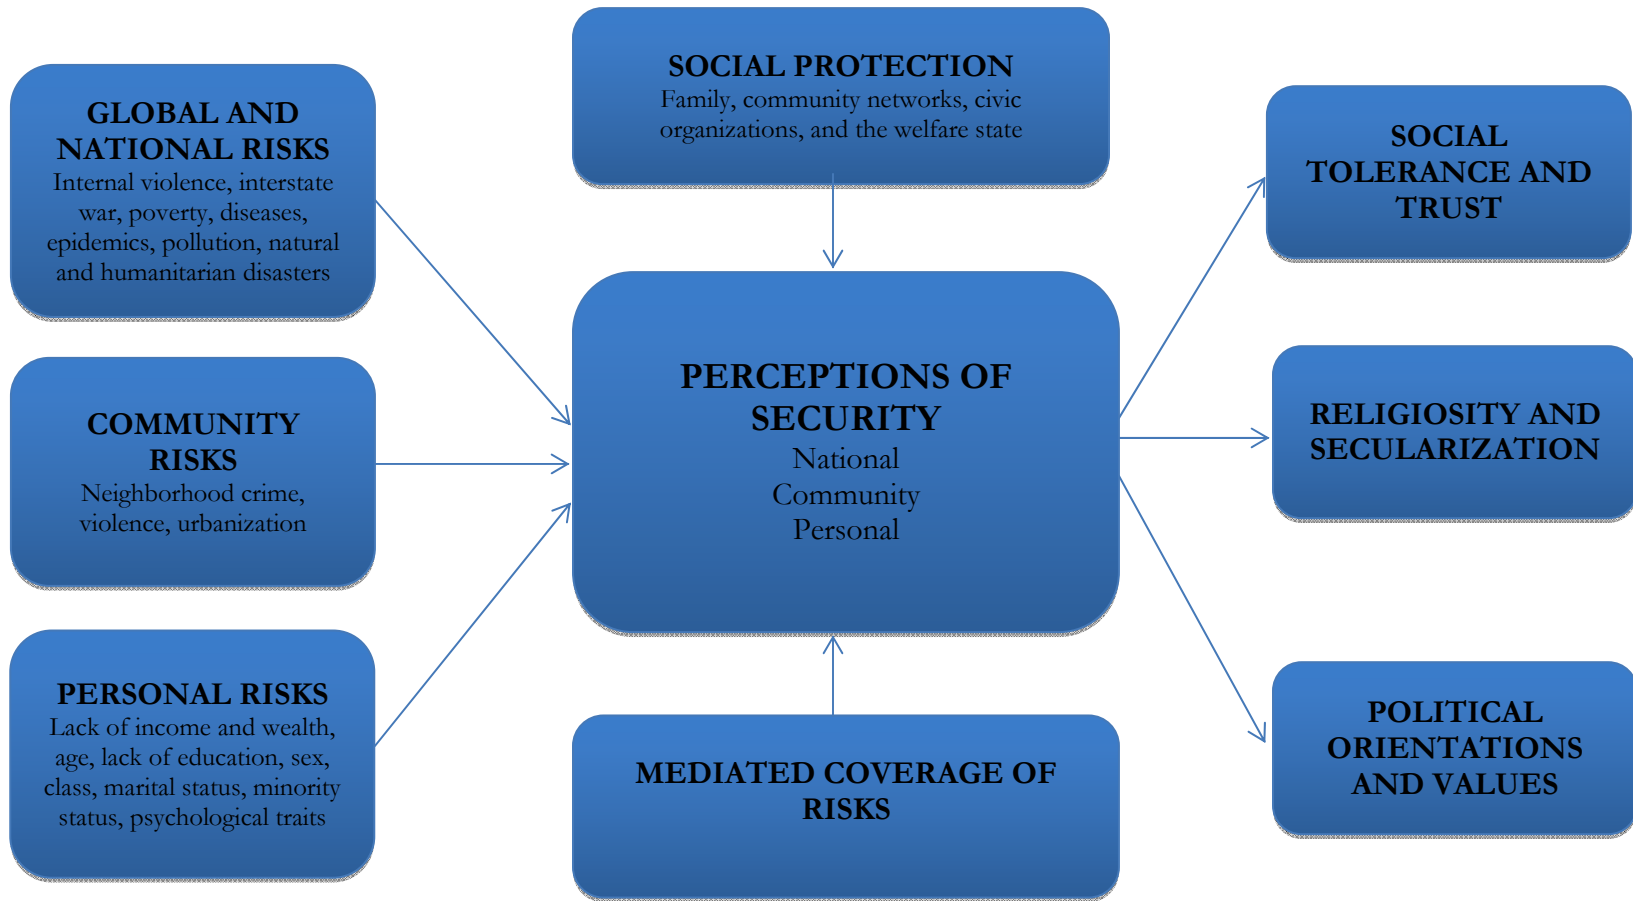 GLOBAL AND
NATIONAL RISKS
Internal violence, interstate
war, poverty, diseases,
epidemics, pollution, natural
and humanitarian disasters
COMMUNITY
RISKS
Neighborhood crime,
violence, urbanization
PERSONAL RISKS
Lack of income and wealth,
age, lack of education, sex,
class, marital status, minority
status, psychological traits
SOCIAL PROTECTION
Family, community networks, civic
organizations, and the welfare state
PERCEPTIONS OF
SECURITY
National
Community
Personal
MEDIATED COVERAGE OF
RISKS
SOCIAL
TOLERANCE AND
TRUST
RELIGIOSITY AND
SECULARIZATION
POLITICAL
ORIENTATIONS
AND VALUES